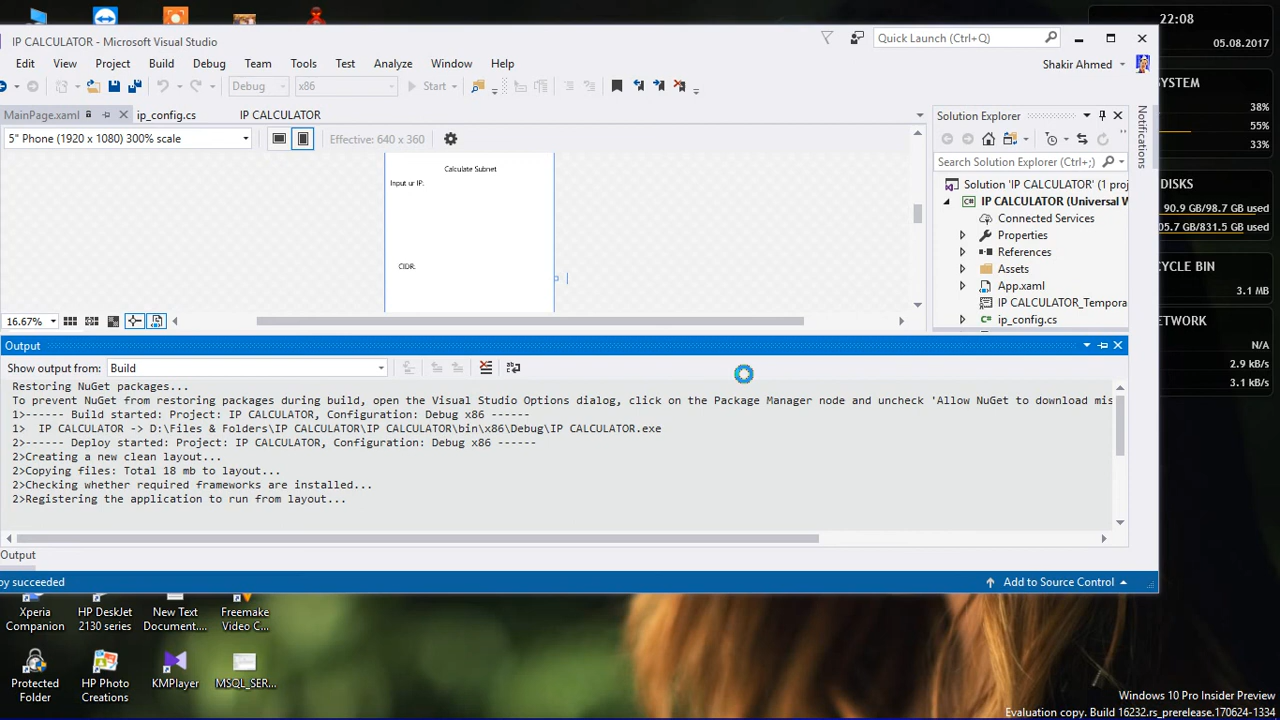 22:08
05.08.2017
IP CALCULATOR - Microsoft Visual Studio
Quick Launch (Ctrl+Q)
Edit View Project Build Debug Team Tools Test Analyze Window Help
Shakir Ahmed
SYSTEM
38%
55%
33%
Debug x86 Start
MainPage.xaml ip_config.cs IP CALCULATOR
Solution Explorer
Notifications
5" Phone (1920 x 1080) 300% scale
Effective: 640 x 360
Search Solution Explorer (Ctrl+;)
Calculate Subnet
Input ur IP.
CIDR.
Solution 'IP CALCULATOR' (1 proj
IP CALCULATOR (Universal W
Connected Services
Properties
References
Assets
App.xaml
IP CALCULATOR_Tempora
ip_config.cs
DISKS
90.9 GB/98.7 GB used
05.7 GB/831.5 GB used
CYCLE BIN
3.1 MB
NETWORK
N/A
2.9 kB/s
3.1 kB/s
16.67%
Output
Show output from: Build
Restoring NuGet packages...
To prevent NuGet from restoring packages during build, open the Visual Studio Options dialog, click on the Package Manager node and uncheck 'Allow NuGet to download mis
1>------ Build started: Project: IP CALCULATOR, Configuration: Debug x86 ------
1> IP CALCULATOR -> D:\Files & Folders\IP CALCULATOR\IP CALCULATOR\bin\x86\Debug\IP CALCULATOR.exe
2>------ Deploy started: Project: IP CALCULATOR, Configuration: Debug x86 ------
2>Creating a new clean layout...
2>Copying files: Total 18 mb to layout...
2>Checking whether required frameworks are installed...
2>Registering the application to run from layout...
Output
oy succeeded
Add to Source Control
Xperia Companion
HP DeskJet 2130 series
New Text Document....
Freemake Video C...
Protected Folder
HP Photo Creations
KMPlayer
MSQL_SER...
Windows 10 Pro Insider Preview
Evaluation copy. Build 16232.rs_prerelease.170624-1334